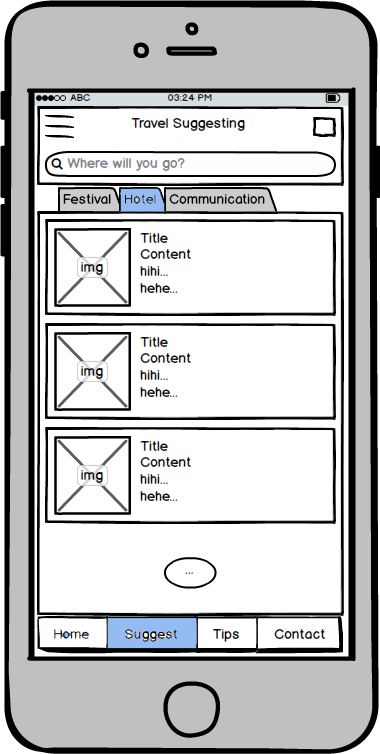 ABC 03:24 PM
Travel Suggesting
Where will you go?
Festival Hotel Communication
img
Title
Content
hihi...
hehe...
img
Title
Content
hihi...
hehe...
img
Title
Content
hihi...
hehe...
...
Home Suggest Tips Contact